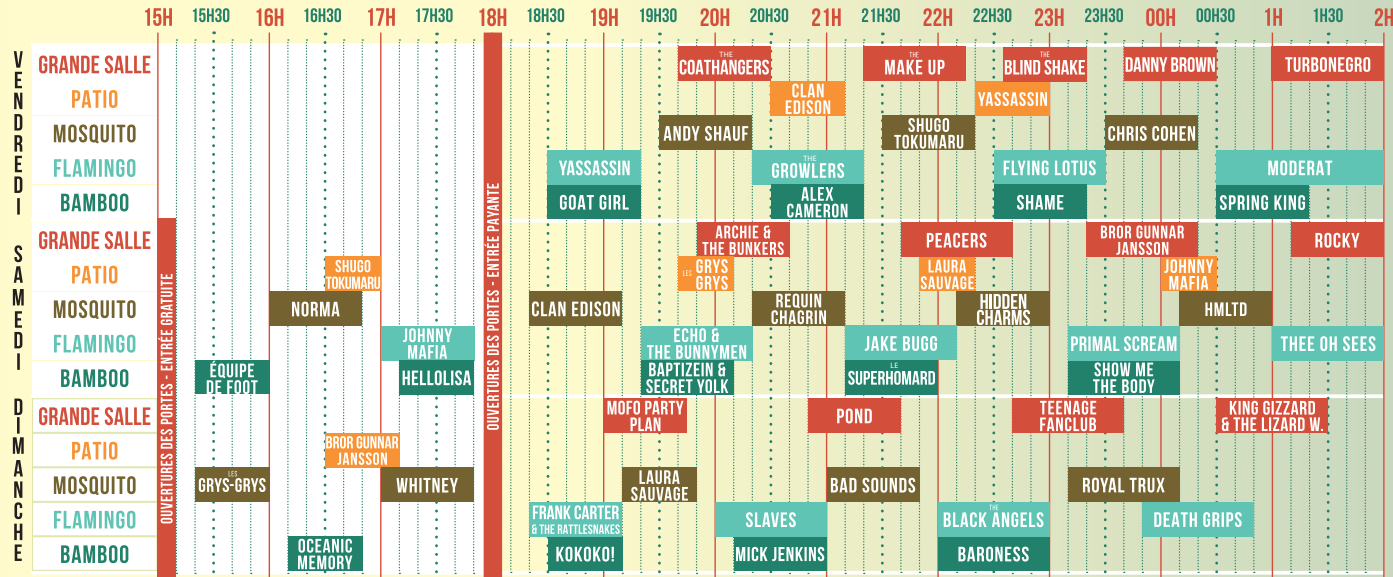 15H 15H30 16H 16H30 17H 17H30 18H 18H30 19H 19H30 20H 20H30 21H 21H30 22H 22H30 23H 23H30 00H 00H30 1H 1H30 2H
VENDREDI
GRANDE SALLE
THE
COATHANGERS
THE
MAKE UP
THE
BLIND SHAKE
DANNY BROWN
TURBONEGRO
PATIO
CLAN
EDISON
YASSASSIN
MOSQUITO
ANDY SHAUF
SHUGO
TOKUMARU
CHRIS COHEN
FLAMINGO
YASSASSIN
THE
GROWLERS
FLYING LOTUS
MODERAT
BAMBOO
GOAT GIRL
ALEX
CAMERON
SHAME
SPRING KING
OUVERTURES DES PORTES - ENTRÉE GRATUITE
OUVERTURES DES PORTES - ENTRÉE PAYANTE
SAMEDI
GRANDE SALLE
ARCHIE &
THE BUNKERS
PEACERS
BROR GUNNAR
JANSSON
ROCKY
PATIO
SHUGO
TOKUMARU
LES
GRYS
GRYS
LAURA
SAUVAGE
JOHNNY
MAFIA
MOSQUITO
NORMA
CLAN EDISON
REQUIN
CHAGRIN
HIDDEN
CHARMS
HMLTD
FLAMINGO
JOHNNY
MAFIA
ECHO &
THE BUNNYMEN
JAKE BUGG
PRIMAL SCREAM
THEE OH SEES
BAMBOO
ÉQUIPE
DE FOOT
HELLOLISA
BAPTIZEIN &
SECRET YOLK
LE
SUPERHOMARD
SHOW ME
THE BODY
DIMANCHE
GRANDE SALLE
MOFO PARTY
PLAN
POND
TEENAGE
FANCLUB
KING GIZZARD
& THE LIZARD W.
PATIO
BROR GUNNAR
JANSSON
MOSQUITO
LES
GRYS-GRYS
WHITNEY
LAURA
SAUVAGE
BAD SOUNDS
ROYAL TRUX
FLAMINGO
FRANK CARTER
& THE RATTLESNAKES
SLAVES
THE
BLACK ANGELS
DEATH GRIPS
BAMBOO
OCEANIC
MEMORY
KOKOKO!
MICK JENKINS
BARONESS